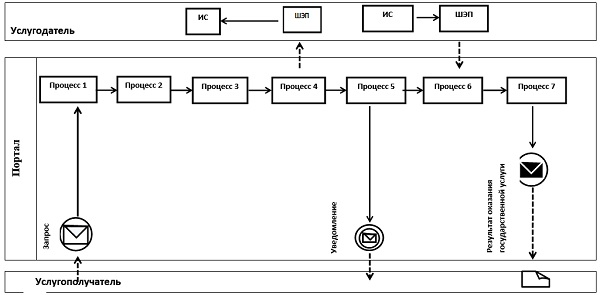 ИС
ШЭП
ИС
ШЭП
Услугодатель
Процесс 1
Процесс 2
Процесс 3
Процесс 4
Процесс 5
Процесс 6
Процесс 7
Портал
Запрос
Уведомление
Результат оказания
государственной услуги
Услугополучатель